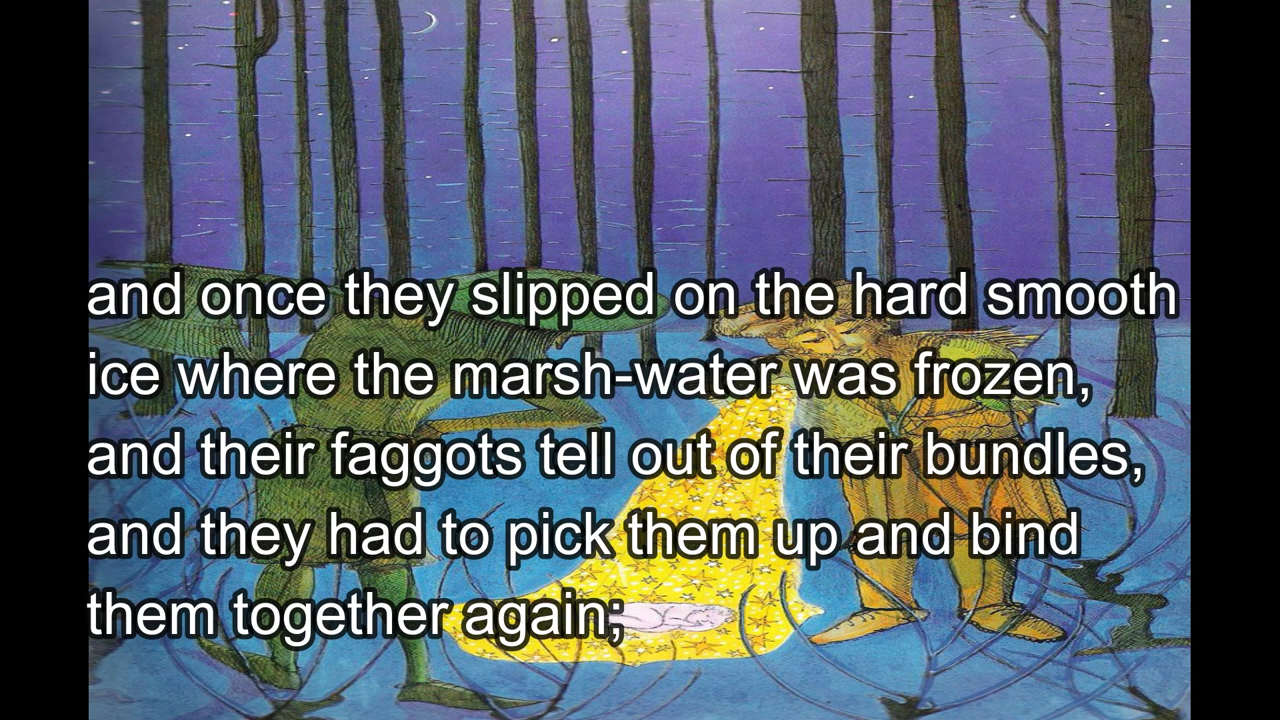 and once they slipped on the hard smooth
ice where the marsh-water was frozen,
and their faggots tell out of their bundles,
and they had to pick them up and bind
them together again;